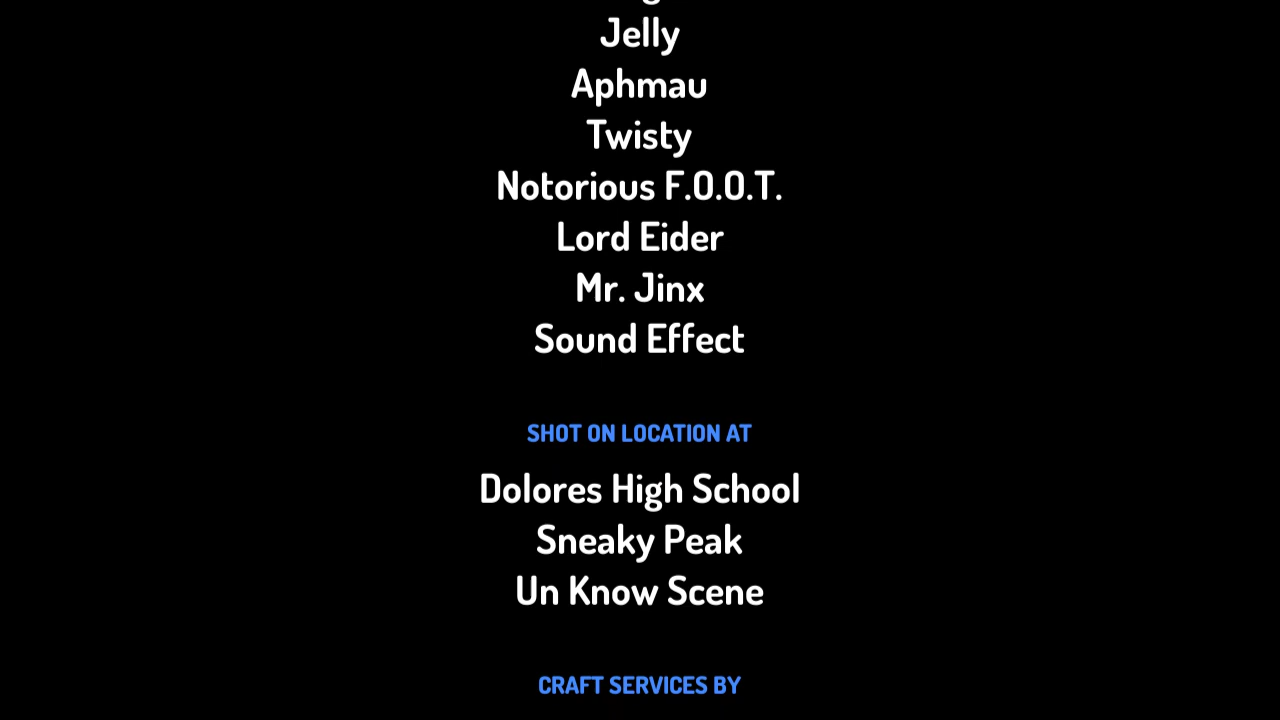 Jelly
Aphmau
Twisty
Notorious F.O.O.T.
Lord Eider
Mr. Jinx
Sound Effect
SHOT ON LOCATION AT
Dolores High School
Sneaky Peak
Un Know Scene
CRAFT SERVICES BY